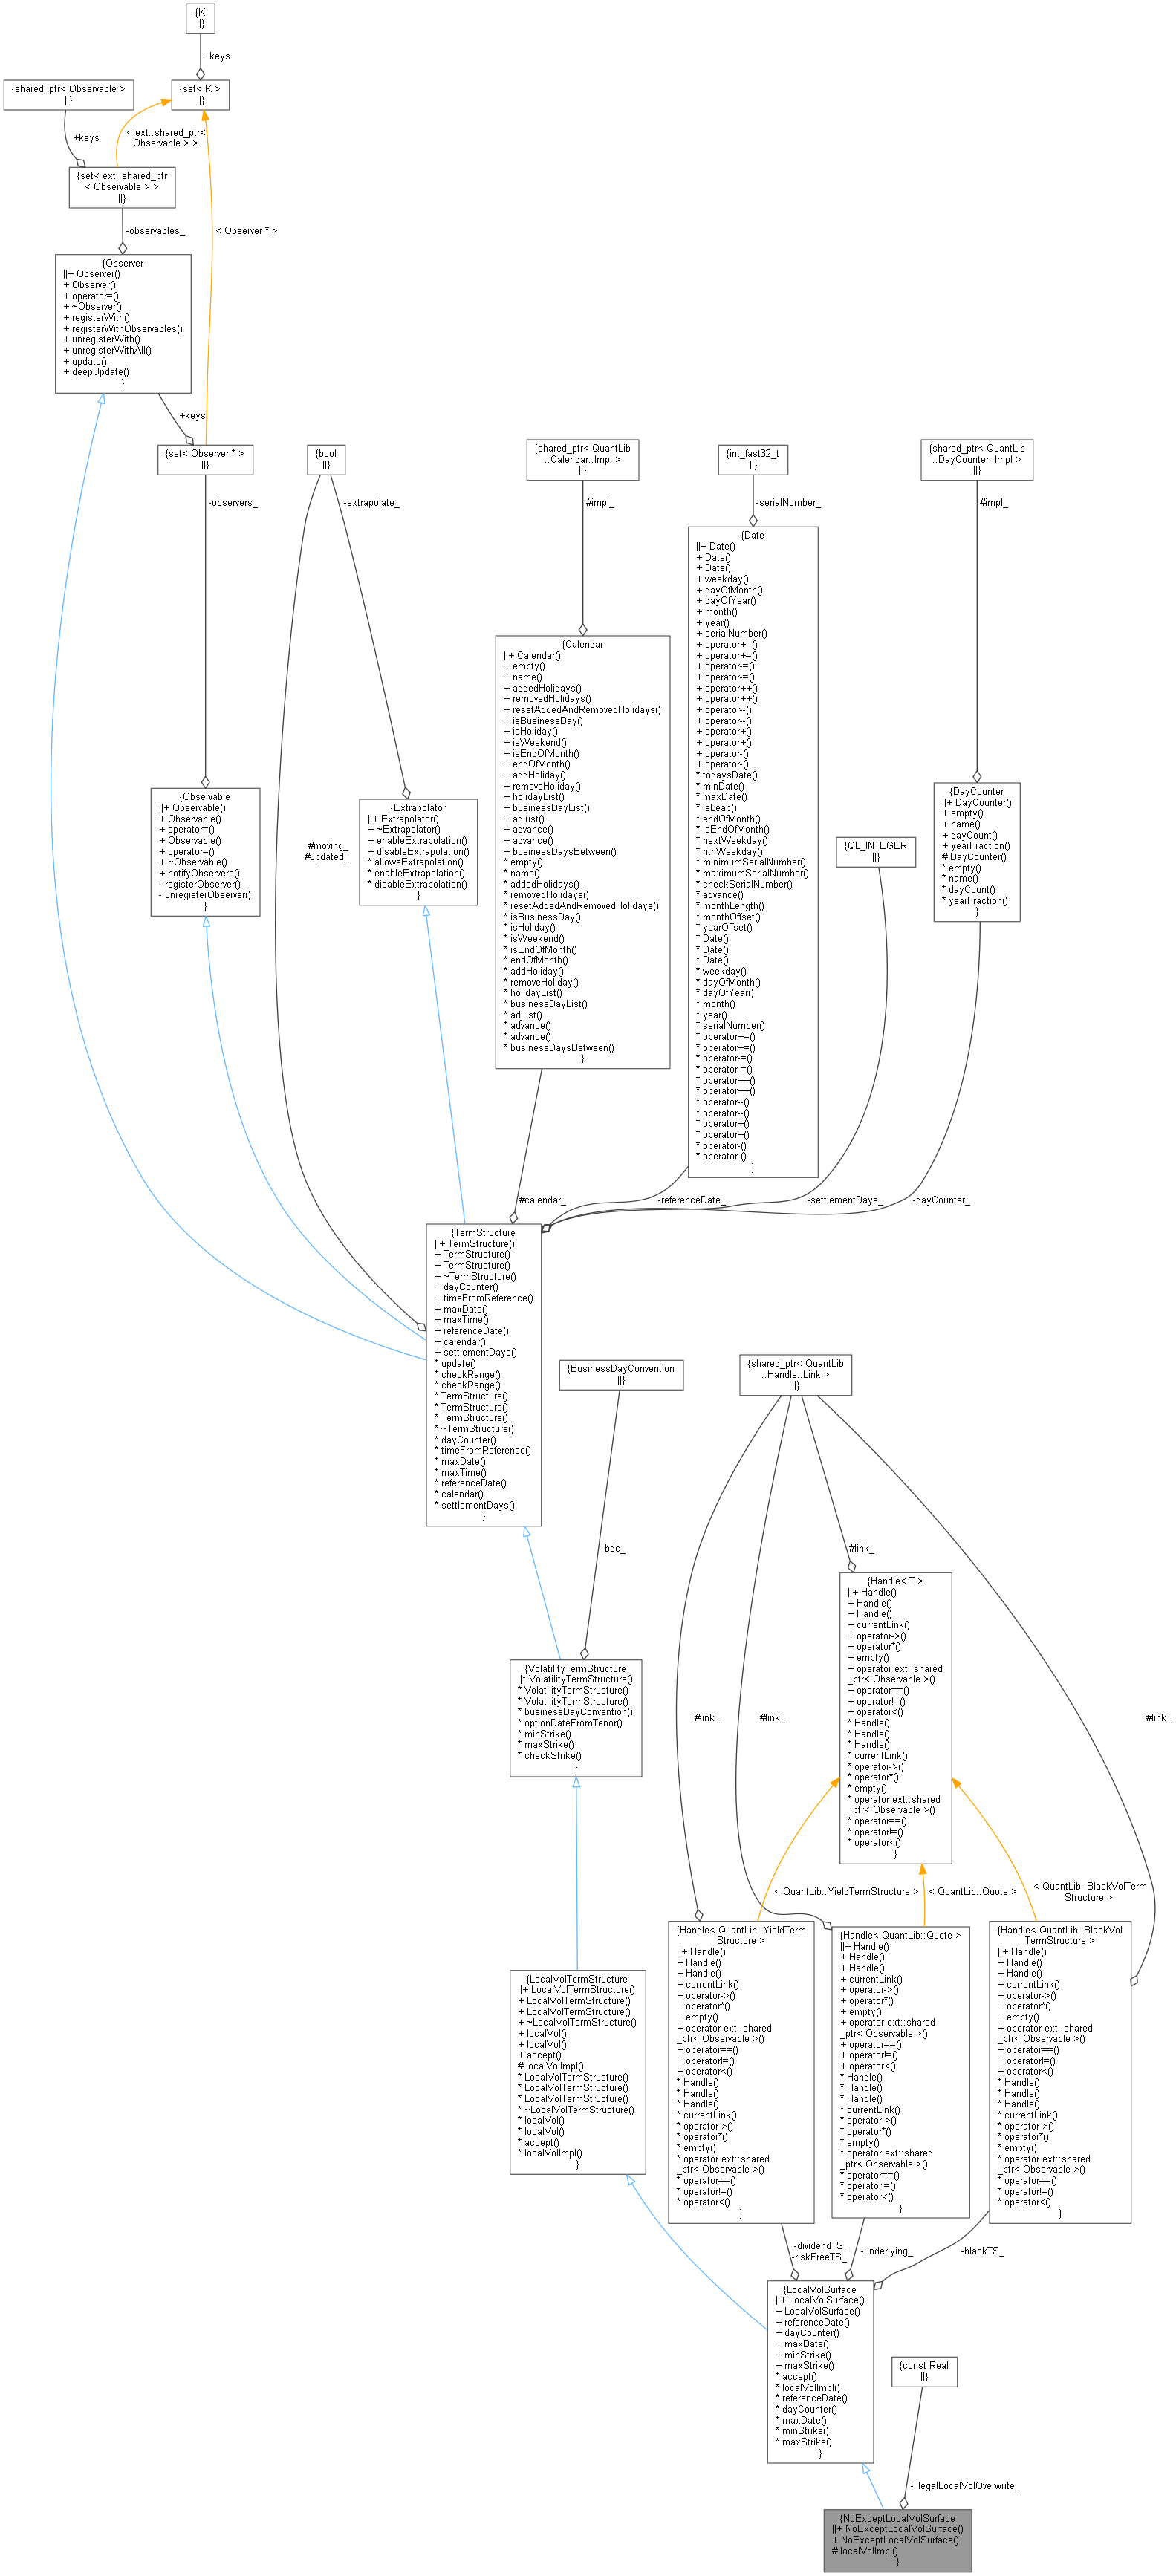 {K
||}
+keys
{shared_ptr< Observable >
||}
{set< K >
||}
+keys
< ext::shared_ptr<
Observable > >
{set< ext::shared_ptr
< Observable > >
||}
-observables_
< Observer * >
{Observer
||+ Observer()
+ Observer()
+ operator=()
+ ~Observer()
+ registerWith()
+ registerWithObservables()
+ unregisterWith()
+ unregisterWithAll()
+ update()
+ deepUpdate()
}
+keys
{set< Observer * >
||}
{bool
||}
{shared_ptr< QuantLib
::Calendar::Impl >
||}
{int_fast32_t
||}
{shared_ptr< QuantLib
::DayCounter::Impl >
||}
-observers_
-extrapolate_
#impl_
-serialNumber_
#impl_
{Date
||+ Date()
+ Date()
+ Date()
+ weekday()
+ dayOfMonth()
+ dayOfYear()
+ month()
+ year()
+ serialNumber()
+ operator+=()
+ operator+=()
+ operator-=()
+ operator-=()
+ operator++()
+ operator++()
+ operator--()
+ operator--()
+ operator+()
+ operator+()
+ operator-()
+ operator-()
* todaysDate()
* minDate()
* maxDate()
* isLeap()
* endOfMonth()
* isEndOfMonth()
* nextWeekday()
* nthWeekday()
* minimumSerialNumber()
* maximumSerialNumber()
* checkSerialNumber()
* advance()
* monthLength()
* monthOffset()
* yearOffset()
* Date()
* Date()
* Date()
* weekday()
* dayOfMonth()
* dayOfYear()
* month()
* year()
* serialNumber()
* operator+=()
* operator+=()
* operator-=()
* operator-=()
* operator++()
* operator++()
* operator--()
* operator--()
* operator+()
* operator+()
* operator-()
* operator-()
}
{Calendar
||+ Calendar()
+ empty()
+ name()
+ addedHolidays()
+ removedHolidays()
+ resetAddedAndRemovedHolidays()
+ isBusinessDay()
+ isHoliday()
+ isWeekend()
+ isEndOfMonth()
+ endOfMonth()
+ addHoliday()
+ removeHoliday()
+ holidayList()
+ businessDayList()
+ adjust()
+ advance()
+ advance()
+ businessDaysBetween()
* empty()
* name()
* addedHolidays()
* removedHolidays()
* resetAddedAndRemovedHolidays()
* isBusinessDay()
* isHoliday()
* isWeekend()
* isEndOfMonth()
* endOfMonth()
* addHoliday()
* removeHoliday()
* holidayList()
* businessDayList()
* adjust()
* advance()
* advance()
* businessDaysBetween()
}
{Observable
||+ Observable()
+ Observable()
+ operator=()
+ Observable()
+ operator=()
+ ~Observable()
+ notifyObservers()
- registerObserver()
- unregisterObserver()
}
#moving_
#updated_
{Extrapolator
||+ Extrapolator()
+ ~Extrapolator()
+ enableExtrapolation()
+ disableExtrapolation()
* allowsExtrapolation()
* enableExtrapolation()
* disableExtrapolation()
}
{QL_INTEGER
||}
{DayCounter
||+ DayCounter()
+ empty()
+ name()
+ dayCount()
+ yearFraction()
# DayCounter()
* empty()
* name()
* dayCount()
* yearFraction()
}
#calendar_
-referenceDate_
-settlementDays_
-dayCounter_
{TermStructure
||+ TermStructure()
+ TermStructure()
+ TermStructure()
+ ~TermStructure()
+ dayCounter()
+ timeFromReference()
+ maxDate()
+ maxTime()
+ referenceDate()
+ calendar()
+ settlementDays()
* update()
* checkRange()
* checkRange()
* TermStructure()
* TermStructure()
* TermStructure()
* ~TermStructure()
* dayCounter()
* timeFromReference()
* maxDate()
* maxTime()
* referenceDate()
* calendar()
* settlementDays()
}
{BusinessDayConvention
||}
{shared_ptr< QuantLib
::Handle::Link >
||}
-bdc_
#link_
{Handle< T >
||+ Handle()
+ Handle()
+ Handle()
+ currentLink()
+ operator->()
+ operator*()
+ empty()
+ operator ext::shared
_ptr< Observable >()
+ operator==()
+ operator!=()
+ operator<()
* Handle()
* Handle()
* Handle()
* currentLink()
* operator->()
* operator*()
* empty()
* operator ext::shared
_ptr< Observable >()
* operator==()
* operator!=()
* operator<()
}
{VolatilityTermStructure
||* VolatilityTermStructure()
* VolatilityTermStructure()
* VolatilityTermStructure()
* businessDayConvention()
* optionDateFromTenor()
* minStrike()
* maxStrike()
* checkStrike()
}
#link_
#link_
#link_
< QuantLib::YieldTermStructure >
< QuantLib::Quote >
< QuantLib::BlackVolTerm
Structure >
{LocalVolTermStructure
||+ LocalVolTermStructure()
+ LocalVolTermStructure()
+ LocalVolTermStructure()
+ ~LocalVolTermStructure()
+ localVol()
+ localVol()
+ accept()
# localVolImpl()
* LocalVolTermStructure()
* LocalVolTermStructure()
* LocalVolTermStructure()
* ~LocalVolTermStructure()
* localVol()
* localVol()
* accept()
* localVolImpl()
}
{Handle< QuantLib::YieldTerm
Structure >
||+ Handle()
+ Handle()
+ Handle()
+ currentLink()
+ operator->()
+ operator*()
+ empty()
+ operator ext::shared
_ptr< Observable >()
+ operator==()
+ operator!=()
+ operator<()
* Handle()
* Handle()
* Handle()
* currentLink()
* operator->()
* operator*()
* empty()
* operator ext::shared
_ptr< Observable >()
* operator==()
* operator!=()
* operator<()
}
{Handle< QuantLib::Quote >
||+ Handle()
+ Handle()
+ Handle()
+ currentLink()
+ operator->()
+ operator*()
+ empty()
+ operator ext::shared
_ptr< Observable >()
+ operator==()
+ operator!=()
+ operator<()
* Handle()
* Handle()
* Handle()
* currentLink()
* operator->()
* operator*()
* empty()
* operator ext::shared
_ptr< Observable >()
* operator==()
* operator!=()
* operator<()
}
{Handle< QuantLib::BlackVol
TermStructure >
||+ Handle()
+ Handle()
+ Handle()
+ currentLink()
+ operator->()
+ operator*()
+ empty()
+ operator ext::shared
_ptr< Observable >()
+ operator==()
+ operator!=()
+ operator<()
* Handle()
* Handle()
* Handle()
* currentLink()
* operator->()
* operator*()
* empty()
* operator ext::shared
_ptr< Observable >()
* operator==()
* operator!=()
* operator<()
}
-dividendTS_
-riskFreeTS_
-underlying_
-blackTS_
{LocalVolSurface
||+ LocalVolSurface()
+ LocalVolSurface()
+ referenceDate()
+ dayCounter()
+ maxDate()
+ minStrike()
+ maxStrike()
* accept()
* localVolImpl()
* referenceDate()
* dayCounter()
* maxDate()
* minStrike()
* maxStrike()
}
{const Real
||}
-illegalLocalVolOverwrite_
{NoExceptLocalVolSurface
||+ NoExceptLocalVolSurface()
+ NoExceptLocalVolSurface()
# localVolImpl()
}